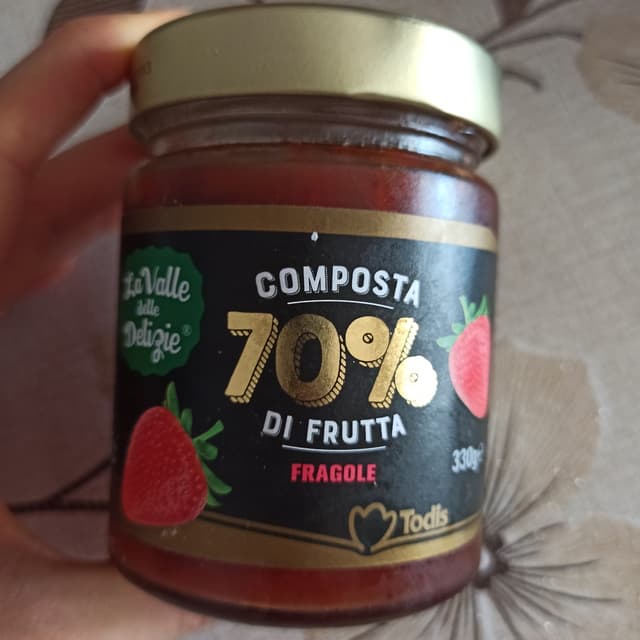 La Valle
delle
Delizie®
COMPOSTA
70%
DI FRUTTA
FRAGOLE
330g℮
Todis